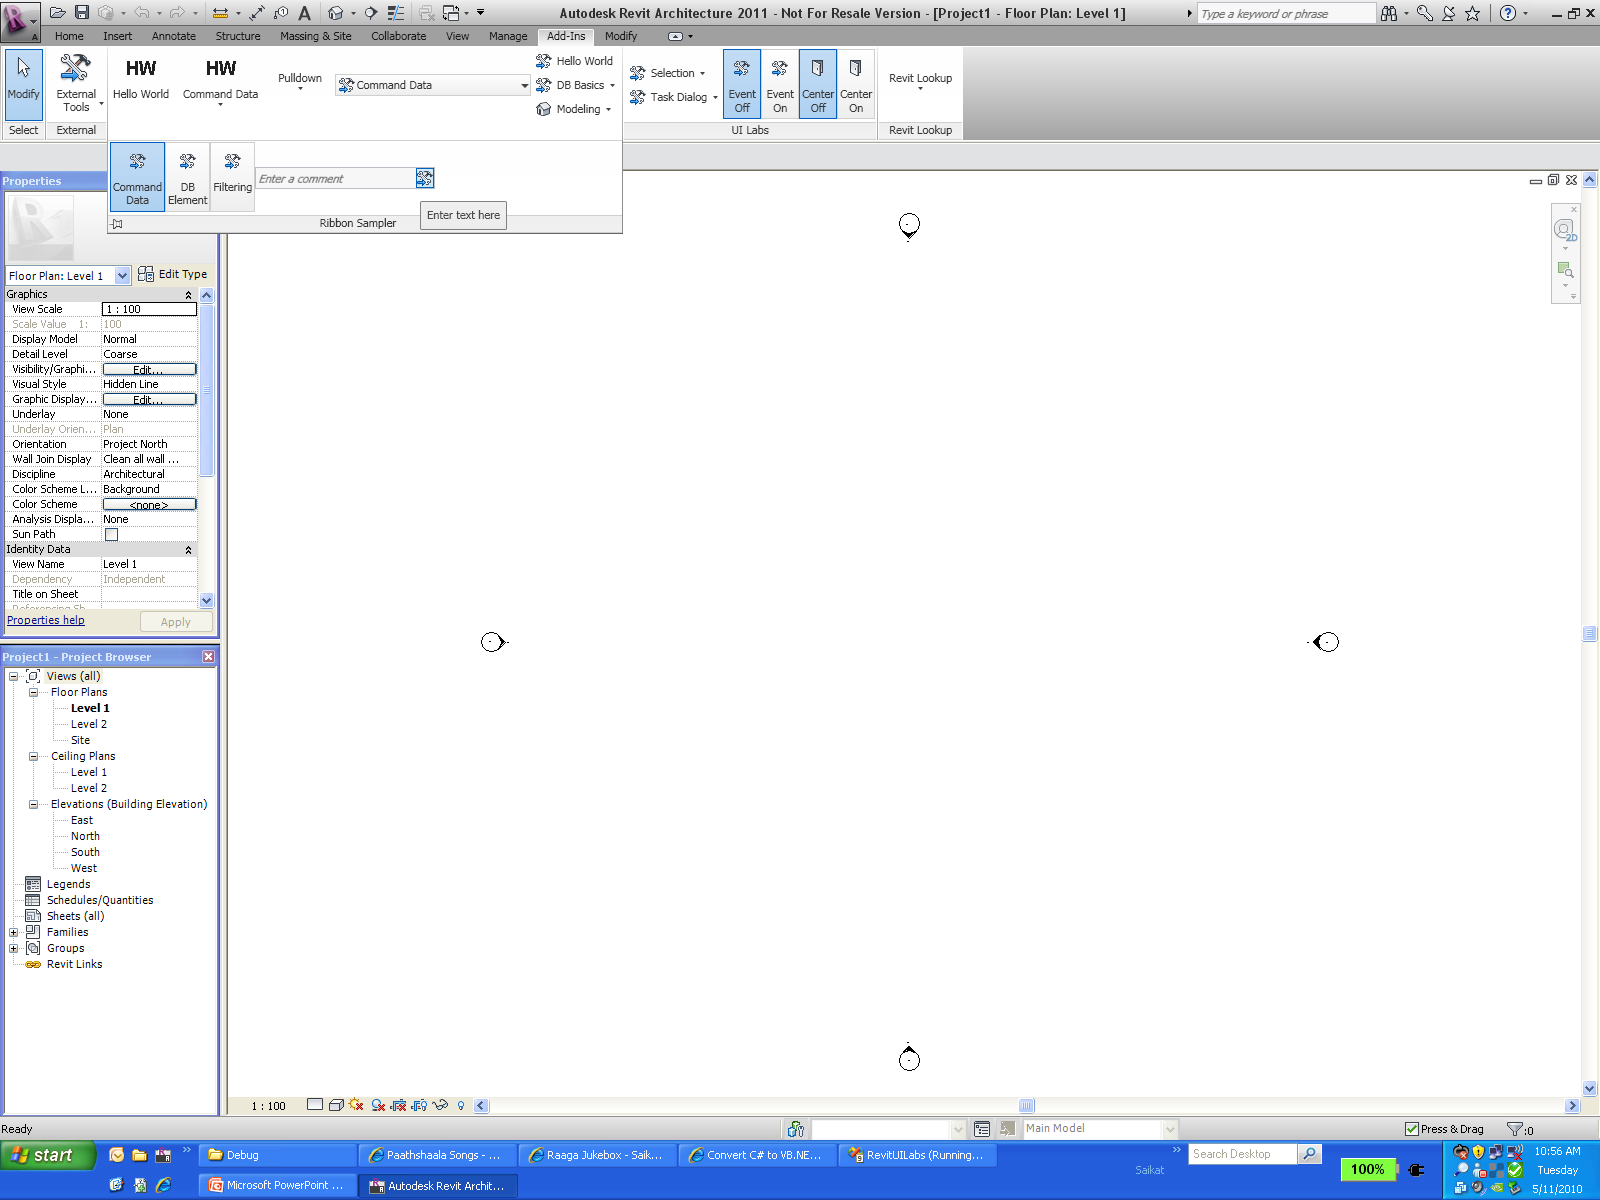 Autodesk Revit Architecture 2011 - Not For Resale Version - [Project1 - Floor Plan: Level 1]
Type a keyword or phrase
Home Insert Annotate Structure Massing & Site Collaborate View Manage Add-Ins Modify
Modify
Select
External
Tools
External
HW
Hello World
HW
Command Data
Pulldown
Command Data
Hello World
DB Basics
Modeling
Selection
Task Dialog
Event
Off
Event
On
Center
Off
Center
On
UI Labs
Revit Lookup
Revit Lookup
Command
Data
DB
Element
Filtering
Enter a comment
Ribbon Sampler
Enter text here
Properties
Floor Plan: Level 1
Edit Type
Graphics
View Scale 1 : 100
Scale Value 1: 100
Display Model Normal
Detail Level Coarse
Visibility/Graphi... Edit...
Visual Style Hidden Line
Graphic Display... Edit...
Underlay None
Underlay Orien... Plan
Orientation Project North
Wall Join Display Clean all wall ...
Discipline Architectural
Color Scheme L... Background
Color Scheme <none>
Analysis Displa... None
Sun Path
Identity Data
View Name Level 1
Dependency Independent
Title on Sheet
Properties help
Apply
Project1 - Project Browser
Views (all)
Floor Plans
Level 1
Level 2
Site
Ceiling Plans
Level 1
Level 2
Elevations (Building Elevation)
East
North
South
West
Legends
Schedules/Quantities
Sheets (all)
Families
Groups
Revit Links
2D
1 : 100
Ready
Main Model
Press & Drag
:0
start
Debug
Paathshaala Songs - ...
Raaga Jukebox - Saik...
Convert C# to VB.NE...
RevitUILabs (Running...
Microsoft PowerPoint ...
Autodesk Revit Archit...
Saikat
Search Desktop
100%
10:56 AM
Tuesday
5/11/2010